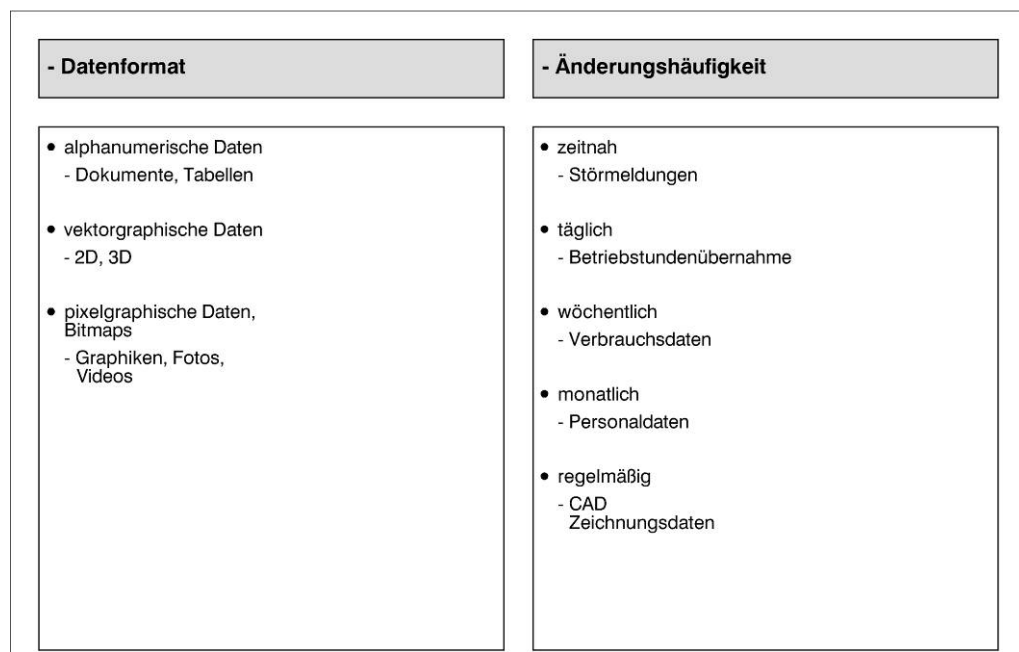 - Datenformat
• alphanumerische Daten
- Dokumente, Tabellen
• vektorgraphische Daten
- 2D, 3D
• pixelgraphische Daten,
Bitmaps
- Graphiken, Fotos,
Videos
- Änderungshäufigkeit
• zeitnah
- Störmeldungen
• täglich
- Betriebstundenübernahme
• wöchentlich
- Verbrauchsdaten
• monatlich
- Personaldaten
• regelmäßig
- CAD
Zeichnungsdaten